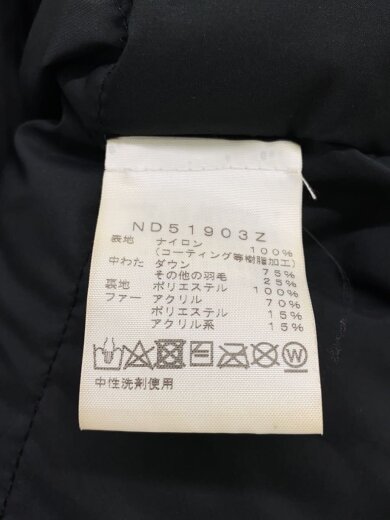 ND51903Z
表地 ナイロン 100%
(コーティング等樹脂加工)
中わた ダウン 75%
その他の羽毛 25%
裏地 ポリエステル 100%
ファー アクリル 70%
ポリエステル 15%
アクリル系 15%
W
中性洗剤使用